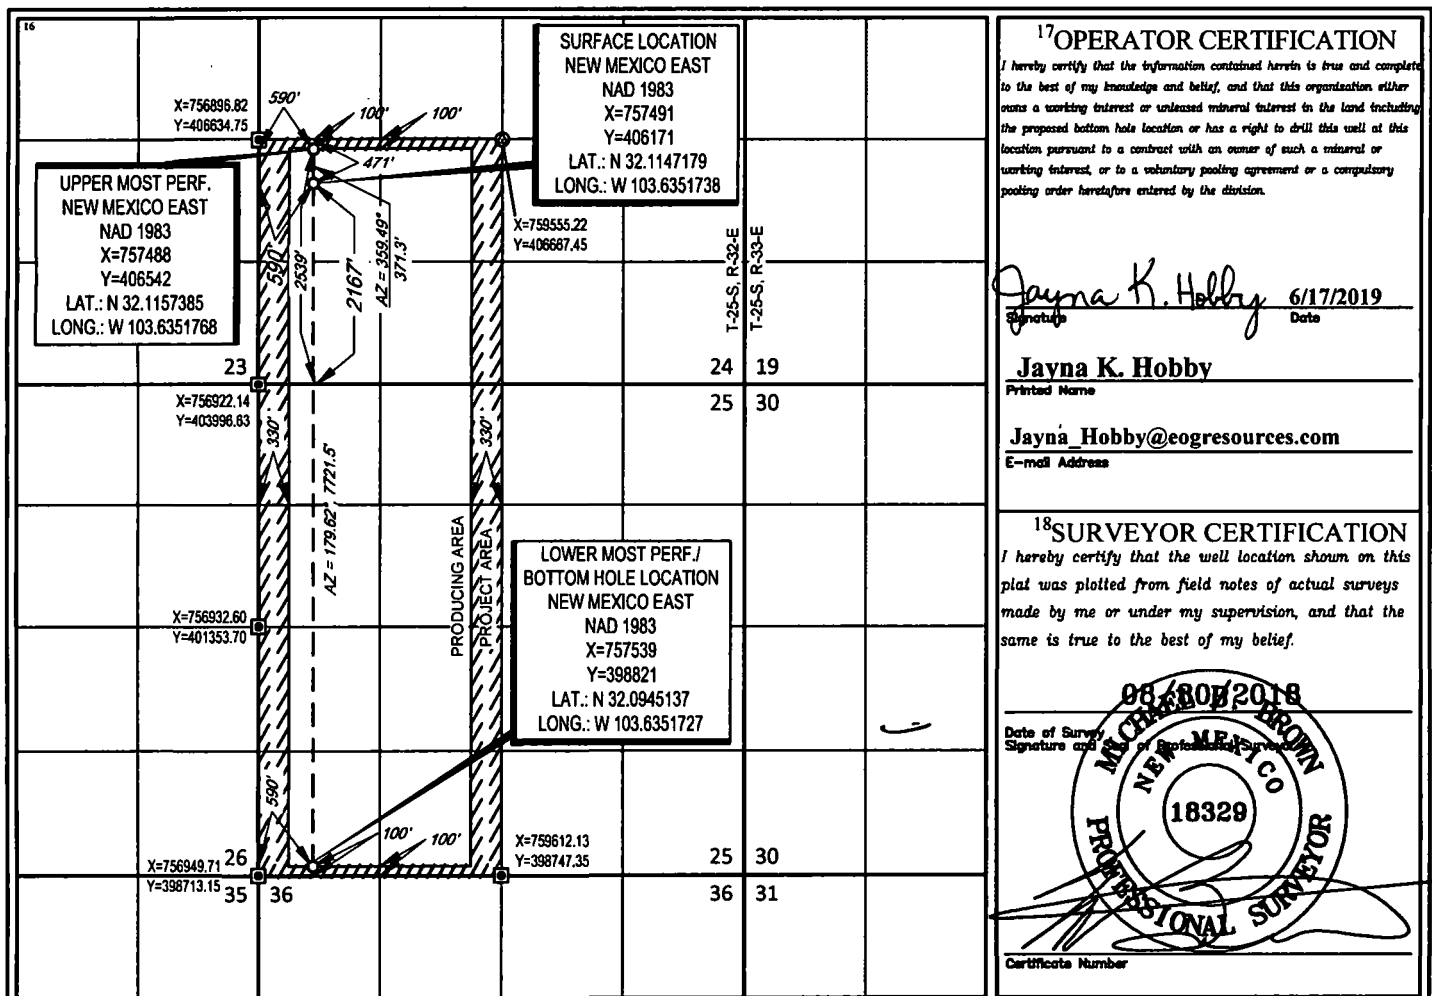 16
SURFACE LOCATION
NEW MEXICO EAST
NAD 1983
X=757491
Y=406171
LAT.: N 32.1147179
LONG.: W 103.6351738
X=756896.82
Y=406634.75
590'
100'
100'
471'
UPPER MOST PERF.
NEW MEXICO EAST
NAD 1983
X=757488
Y=406542
LAT.: N 32.1157385
LONG.: W 103.6351768
X=759555.22
Y=406687.45
590'
2539'
2167'
AZ = 359.49°
371.3'
T-25-S, R-32-E
T-25-S, R-33-E
23
24 19
25 30
X=756922.14
Y=403996.63
330'
330'
AZ = 179.62° 7721.5'
PRODUCING AREA
PROJECT AREA
LOWER MOST PERF./
BOTTOM HOLE LOCATION
NEW MEXICO EAST
NAD 1983
X=757539
Y=398821
LAT.: N 32.0945137
LONG.: W 103.6351727
X=756932.60
Y=401353.70
590'
100'
100'
X=759612.13
Y=398747.35
X=756949.71
Y=398713.15
26
35 36
25 30
36 31
17 OPERATOR CERTIFICATION
I hereby certify that the information contained herein is true and complete
to the best of my knowledge and belief, and that this organization either
owns a working interest or unleased mineral interest in the land including
the proposed bottom hole location or has a right to drill this well at this
location pursuant to a contract with an owner of such a mineral or
working interest, or to a voluntary pooling agreement or a compulsory
pooling order heretofore entered by the division.
Jayna K. Hobby 6/17/2019
Signature Date
Jayna K. Hobby
Printed Name
Jayna_Hobby@eogresources.com
E-mail Address
18 SURVEYOR CERTIFICATION
I hereby certify that the well location shown on this
plat was plotted from field notes of actual surveys
made by me or under my supervision, and that the
same is true to the best of my belief.
08/30/2018
Date of Survey
Signature and Seal of Professional Surveyor
MICHAEL B. BROWN
NEW MEXICO
18329
PROFESSIONAL SURVEYOR
Certificate Number